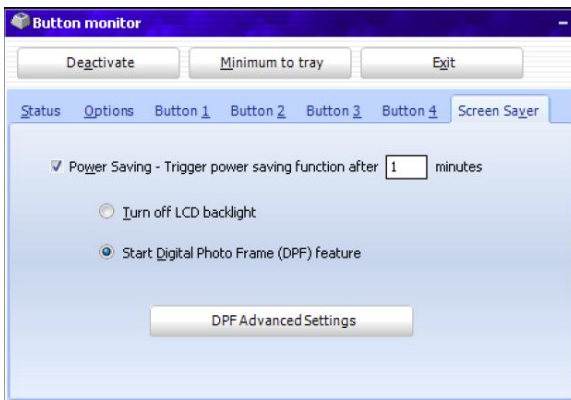 Button monitor
Deactivate Minimum to tray Exit
Status Options Button 1 Button 2 Button 3 Button 4 Screen Saver
Power Saving - Trigger power saving function after 1 minutes
Turn off LCD backlight
Start Digital Photo Frame (DPF) feature
DPF Advanced Settings